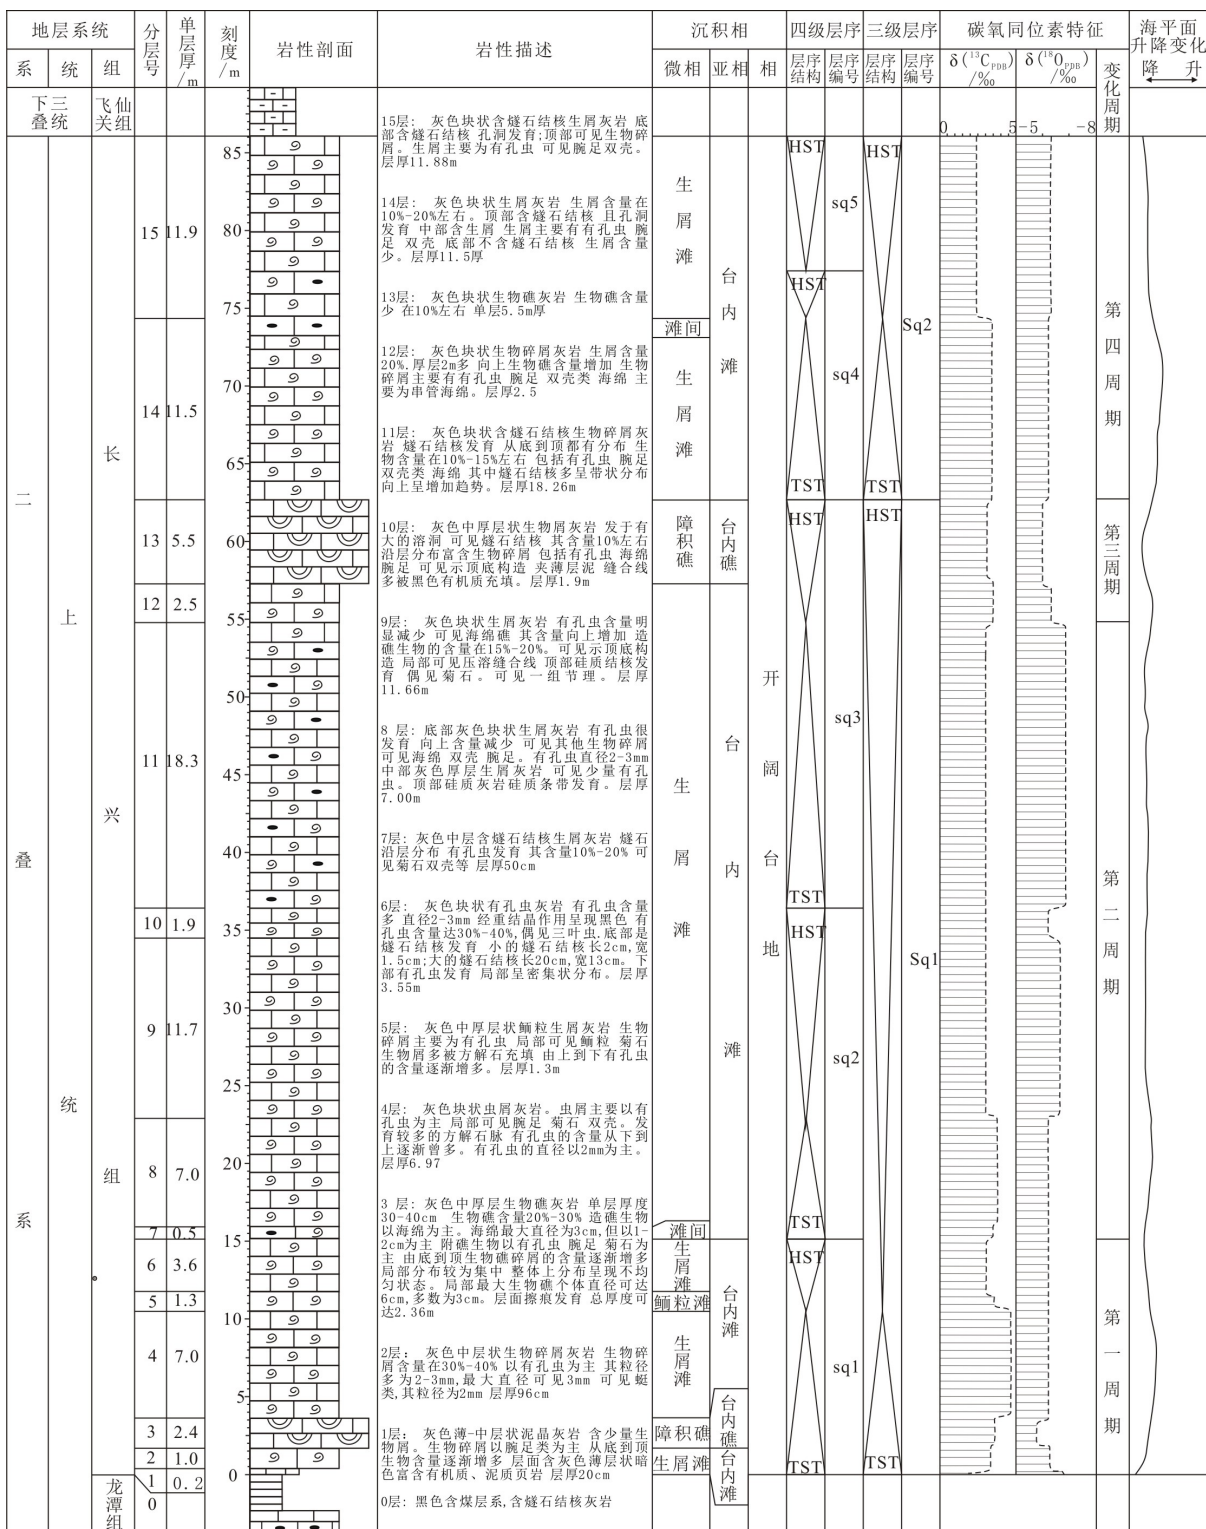 地层系统
分层号
单层厚/m
刻度/m
岩性剖面
岩性描述
沉积相
四级层序
三级层序
碳氧同位素特征
海平面
升降变化
系
统
组
微相
亚相
相
层序结构
层序编号
层序结构
层序编号
δ(¹³C_PDB)/‰
δ(¹⁸O_PDB)/‰
变化周期
降 升
下三叠统
飞仙关组
0
5
-5
-8
二叠系
上统
长兴组
龙潭组
15 11.9
14 11.5
13 5.5
12 2.5
11 18.3
10 1.9
9 11.7
8 7.0
7 0.5
6 3.6
5 1.3
4 7.0
3 2.4
2 1.0
1 0.2
0
85
80
75
70
65
60
55
50
45
40
35
30
25
20
15
10
5
0
15层: 灰色块状含燧石结核生屑灰岩 底
部含燧石结核 孔洞发育;顶部可见生物碎
屑。生屑主要为有孔虫 可见腕足双壳。
层厚11.88m
14层: 灰色块状生屑灰岩 生屑含量在
10%-20%左右。顶部含燧石结核 且孔洞
发育 中部含生屑 生屑主要有有孔虫 腕
足 双壳 底部不含燧石结核 生屑含量
少。层厚11.5厚
13层: 灰色块状生物礁灰岩 生物礁含量
少 在10%左右 单层5.5m厚
12层: 灰色块状生物碎屑灰岩 生屑含量
20%.厚层2m多 向上生物礁含量增加 生物
碎屑主要有有孔虫 腕足 双壳类 海绵 主
要为串管海绵。层厚2.5
11层: 灰色块状含燧石结核生物碎屑灰
岩 燧石结核发育 从底到顶都有分布 生
物含量在10%-15%左右 包括有孔虫 腕足
双壳类 海绵 其中燧石结核多呈带状分布
向上呈增加趋势。层厚18.26m
10层: 灰色中厚层状生物屑灰岩 发于有
大的溶洞 可见燧石结核 其含量10%左右
沿层分布富含生物碎屑 包括有孔虫 海绵
腕足 可见示顶底构造 夹薄层泥 缝合线
多被黑色有机质充填。层厚1.9m
9层: 灰色块状生屑灰岩 有孔虫含量明
显减少 可见海绵礁 其含量向上增加 造
礁生物的含量在15%-20%。可见示顶底构
造 局部可见压溶缝合线 顶部硅质结核发
育 偶见菊石。可见一组节理。层厚
11.66m
8 层: 底部灰色块状生屑灰岩 有孔虫很
发育 向上含量减少 可见其他生物碎屑
可见海绵 双壳 腕足。有孔虫直径2-3mm
中部灰色厚层生屑灰岩 可见少量有孔
虫。顶部硅质灰岩硅质条带发育。层厚
7.00m
7层: 灰色中层含燧石结核生屑灰岩 燧石
沿层分布 有孔虫发育 其含量10%-20% 可
见菊石双壳等 层厚50cm
6层: 灰色块状有孔虫灰岩 有孔虫含量
多 直径2-3mm 经重结晶作用呈现黑色 有
孔虫含量达30%-40%,偶见三叶虫.底部是
燧石结核发育 小的燧石结核长2cm,宽
1.5cm;大的燧石结核长20cm,宽13cm。下
部有孔虫发育 局部呈密集状分布。层厚
3.55m
5层: 灰色中厚层状鲕粒生屑灰岩 生物
碎屑主要为有孔虫 局部可见鲕粒 菊石
生物屑多被方解石充填 由上到下有孔虫
的含量逐渐增多。层厚1.3m
4层: 灰色块状虫屑灰岩。虫屑主要以有
孔虫为主 局部可见腕足 菊石 双壳。发
育较多的方解石脉 有孔虫的含量从下到
上逐渐曾多。有孔虫的直径以2mm为主。
层厚6.97
3 层: 灰色中厚层生物礁灰岩 单层厚度
30-40cm 生物礁含量20%-30% 造礁生物
以海绵为主。海绵最大直径为3cm,但以1-
2cm为主 附礁生物以有孔虫 腕足 菊石为
主 由底到顶生物礁碎屑的含量逐渐增多
局部分布较为集中 整体上分布呈现不均
匀状态。局部最大生物礁个体直径可达
6cm,多数为3cm。层面擦痕发育 总厚度可
达2.36m
2层: 灰色中层状生物碎屑灰岩 生物碎
屑含量在30%-40% 以有孔虫为主 其粒径
多为2-3mm,最大直径可见3mm 可见蜓
类,其粒径为2mm 层厚96cm
1层: 灰色薄-中层状泥晶灰岩 含少量生
物屑。生物碎屑以腕足类为主 从底到顶
生物含量逐渐增多 层面含灰色薄层状暗
色富含有机质、泥质页岩 层厚20cm
0层: 黑色含煤层系,含燧石结核灰岩
生屑滩
滩间
生屑滩
障积礁
生屑滩
滩间
生屑滩
鲕粒滩
生屑滩
障积礁
生屑滩
台内滩
台内礁
台内滩
台内滩
台内礁
台内滩
开阔台地
HST
sq5
HST
sq4
TST
HST
sq3
TST
HST
sq2
TST
HST
sq1
TST
HST
Sq2
TST
HST
Sq1
TST
第四周期
第三周期
第二周期
第一周期